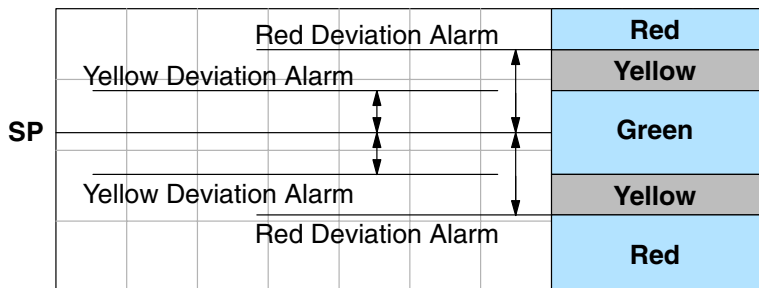 Red Deviation Alarm
Red
Yellow Deviation Alarm
Yellow
SP
Green
Yellow Deviation Alarm
Yellow
Red Deviation Alarm
Red